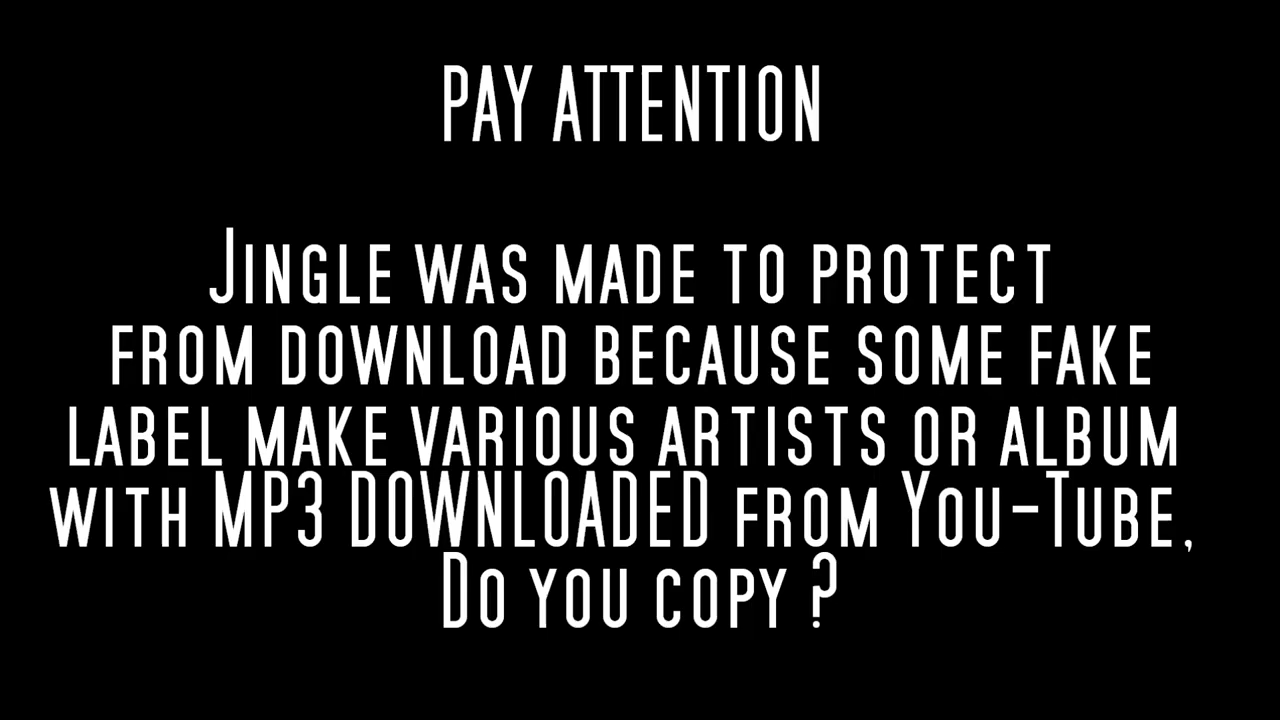 PAY ATTENTION
Jingle was made to protect
from download because some fake
label make various artists or album
with MP3 DOWNLOADED from You-Tube,
Do you copy ?